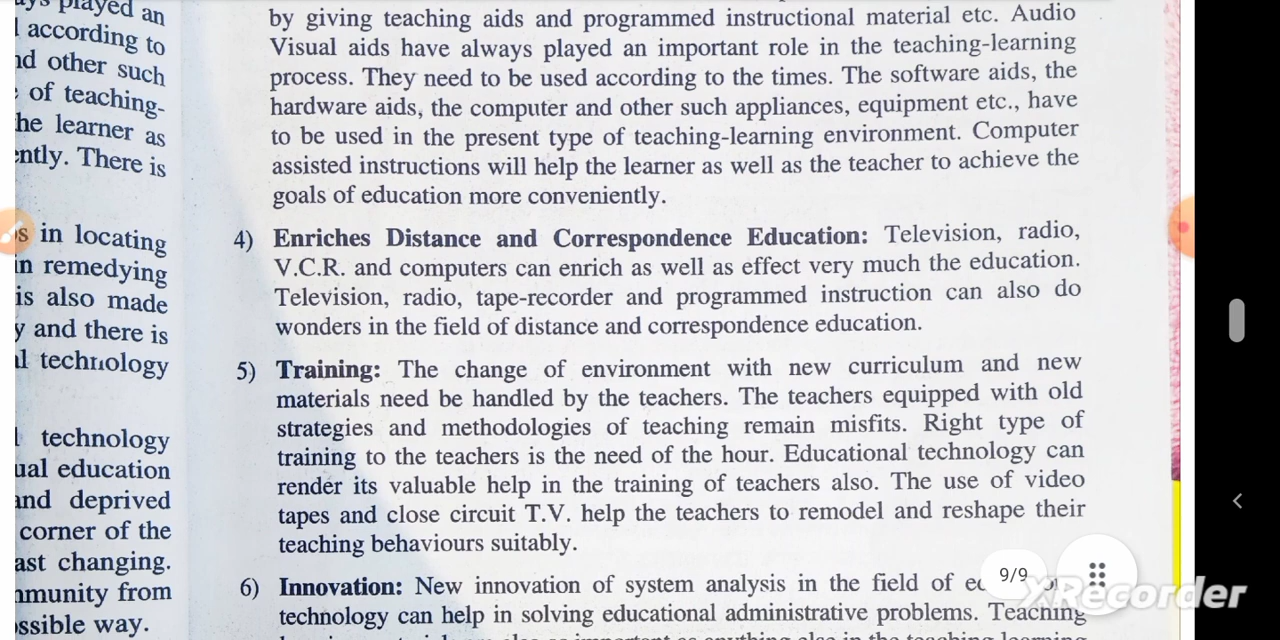 ays played an
according to
nd other such
of teaching-
he learner as
ently. There is
s in locating
in remedying
is also made
y and there is
al technology
technology
ual education
and deprived
corner of the
ast changing.
mmunity from
ossible way.
by giving teaching aids and programmed instructional material etc. Audio
Visual aids have always played an important role in the teaching-learning
process. They need to be used according to the times. The software aids, the
hardware aids, the computer and other such appliances, equipment etc., have
to be used in the present type of teaching-learning environment. Computer
assisted instructions will help the learner as well as the teacher to achieve the
goals of education more conveniently.
4) Enriches Distance and Correspondence Education: Television, radio,
V.C.R. and computers can enrich as well as effect very much the education.
Television, radio, tape-recorder and programmed instruction can also do
wonders in the field of distance and correspondence education.
5) Training: The change of environment with new curriculum and new
materials need be handled by the teachers. The teachers equipped with old
strategies and methodologies of teaching remain misfits. Right type of
training to the teachers is the need of the hour. Educational technology can
render its valuable help in the training of teachers also. The use of video
tapes and close circuit T.V. help the teachers to remodel and reshape their
teaching behaviours suitably.
6) Innovation: New innovation of system analysis in the field of
technology can help in solving educational administrative problems. Teaching
9/9
XRecorder